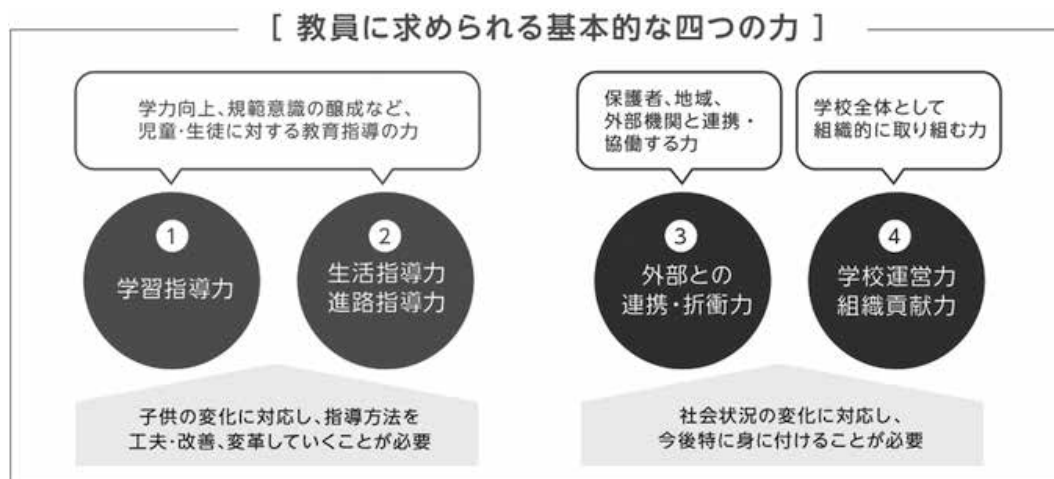 [ 教員に求められる基本的な四つの力 ]
学力向上、規範意識の醸成など、
児童・生徒に対する教育指導の力
保護者、地域、
外部機関と連携・
協働する力
学校全体として
組織的に取り組む力
1
学習指導力
2
生活指導力
進路指導力
3
外部との
連携・折衝力
4
学校運営力
組織貢献力
子供の変化に対応し、指導方法を
工夫・改善、変革していくことが必要
社会状況の変化に対応し、
今後特に身に付けることが必要